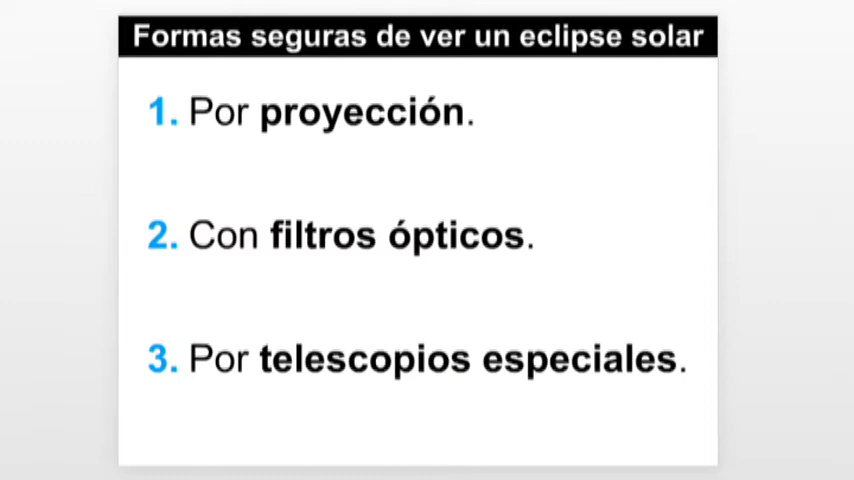 Formas seguras de ver un eclipse solar
1. Por proyección.
2. Con filtros ópticos.
3. Por telescopios especiales.